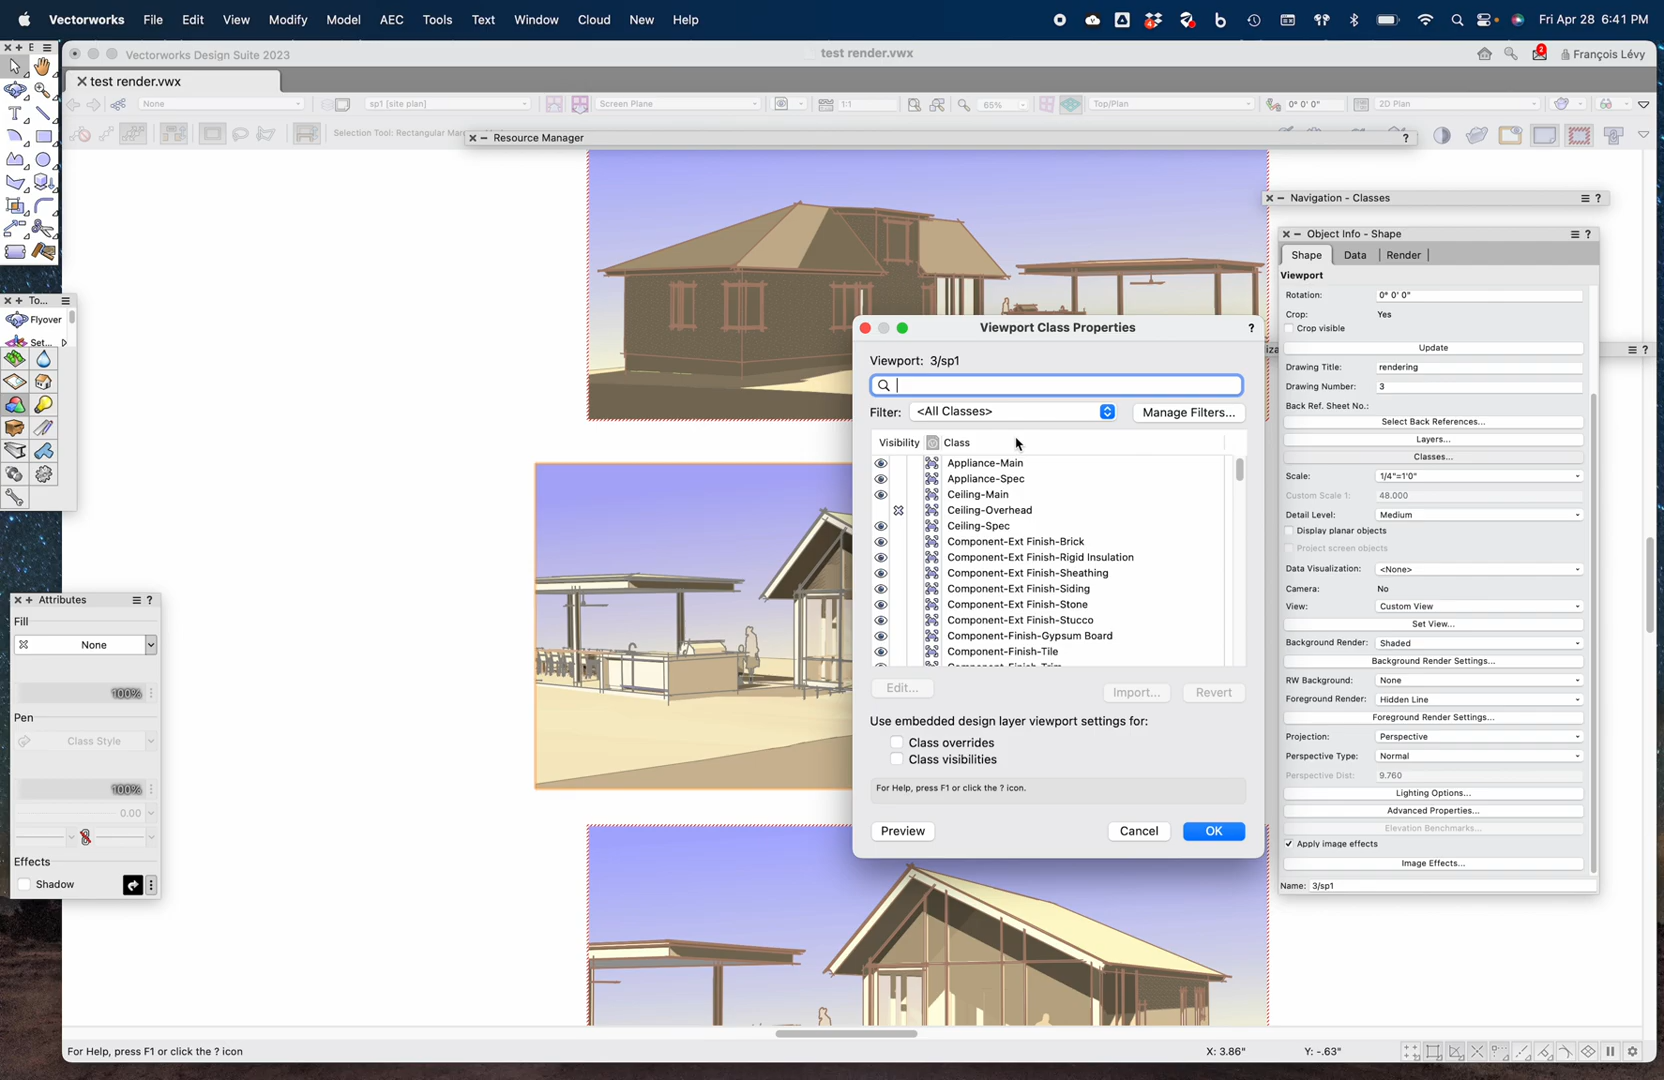 Vectorworks File Edit View Modify Model AEC Tools Text Window Cloud New Help
Fri Apr 28 6:41 PM
Vectorworks Design Suite 2023
test render.vwx
2
François Lévy
test render.vwx
None
sp1 [site plan]
Screen Plane
1:1
65%
Top/Plan
0° 0' 0"
2D Plan
Selection Tool: Rectangular Mar
Resource Manager
?
E
To...
Flyover
Set...
Navigation - Classes
?
Object Info - Shape
?
Shape Data Render
Viewport
Rotation: 0° 0' 0"
Crop: Yes
Crop visible
Update
Drawing Title: rendering
Drawing Number: 3
Back Ref. Sheet No.:
Select Back References...
Layers...
Classes...
Scale: 1/4"=1'0"
Custom Scale 1: 48.000
Detail Level: Medium
Display planar objects
Project screen objects
Data Visualization: <None>
Camera: No
View: Custom View
Set View...
Background Render: Shaded
Background Render Settings...
RW Background: None
Foreground Render: Hidden Line
Foreground Render Settings...
Projection: Perspective
Perspective Type: Normal
Perspective Dist: 9.760
Lighting Options...
Advanced Properties...
Elevation Benchmarks...
Apply image effects
Image Effects...
Name: 3/sp1
Viewport Class Properties
?
Viewport: 3/sp1
Filter: <All Classes>
Manage Filters...
Visibility Class
Appliance-Main
Appliance-Spec
Ceiling-Main
Ceiling-Overhead
Ceiling-Spec
Component-Ext Finish-Brick
Component-Ext Finish-Rigid Insulation
Component-Ext Finish-Sheathing
Component-Ext Finish-Siding
Component-Ext Finish-Stone
Component-Ext Finish-Stucco
Component-Finish-Gypsum Board
Component-Finish-Tile
Component-Finish-Trim
Edit...
Import...
Revert
Use embedded design layer viewport settings for:
Class overrides
Class visibilities
For Help, press F1 or click the ? icon.
Preview
Cancel
OK
Attributes
?
Fill
None
100%
Pen
Class Style
100%
0.00
Effects
Shadow
For Help, press F1 or click the ? icon
X: 3.86"
Y: -.63"